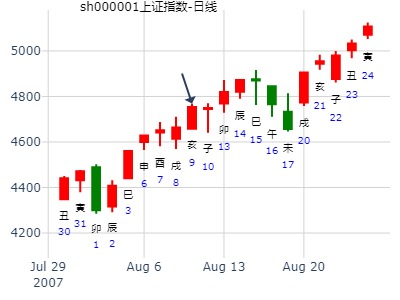 sh000001上证指数-日线
5000
4800
4600
4400
4200
丑
30
寅
31
卯
1
辰
2
巳
3
申
6
酉
7
戌
8
亥
9
子
10
卯
13
辰
14
巳
15
午
16
未
17
戌
20
亥
21
子
22
丑
23
寅
24
Jul 29
2007
Aug 6
Aug 13
Aug 20